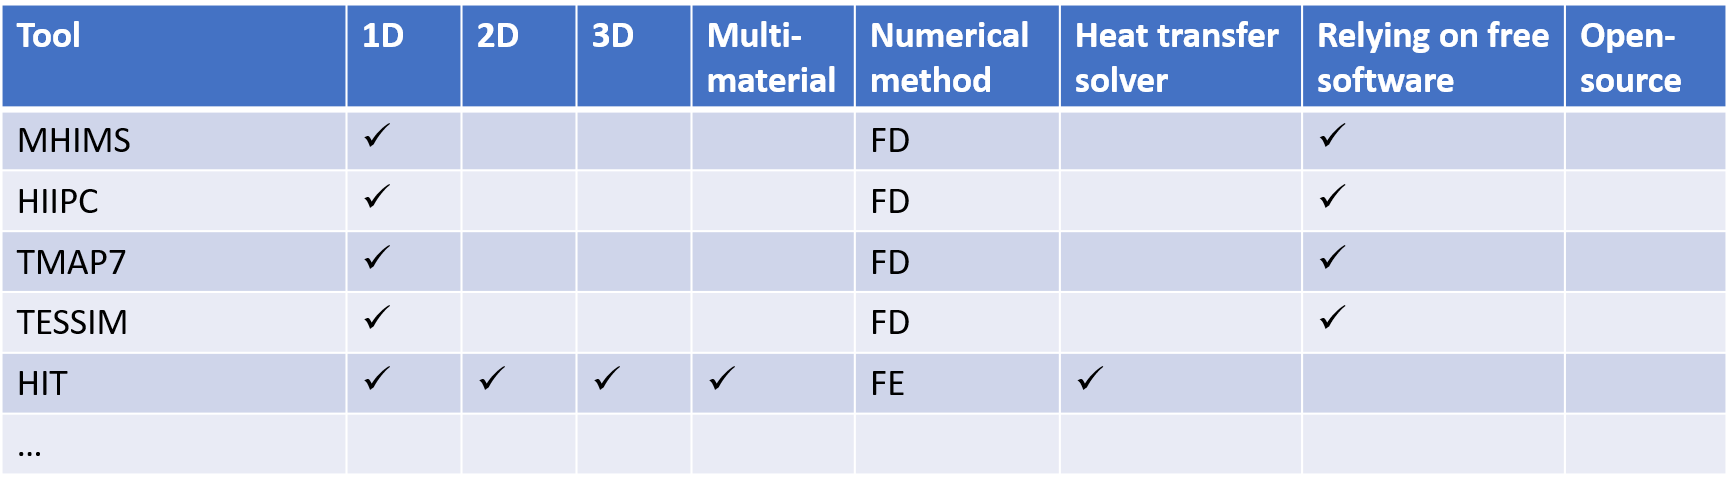 Tool 1D 2D 3D Multi- Numerical Heat transfer Relying on free Open-
material method solver software source
MHIMS ✓ FD ✓
HIIPC ✓ FD ✓
TMAP7 ✓ FD ✓
TESSIM ✓ FD ✓
HIT ✓ ✓ ✓ ✓ FE ✓
...